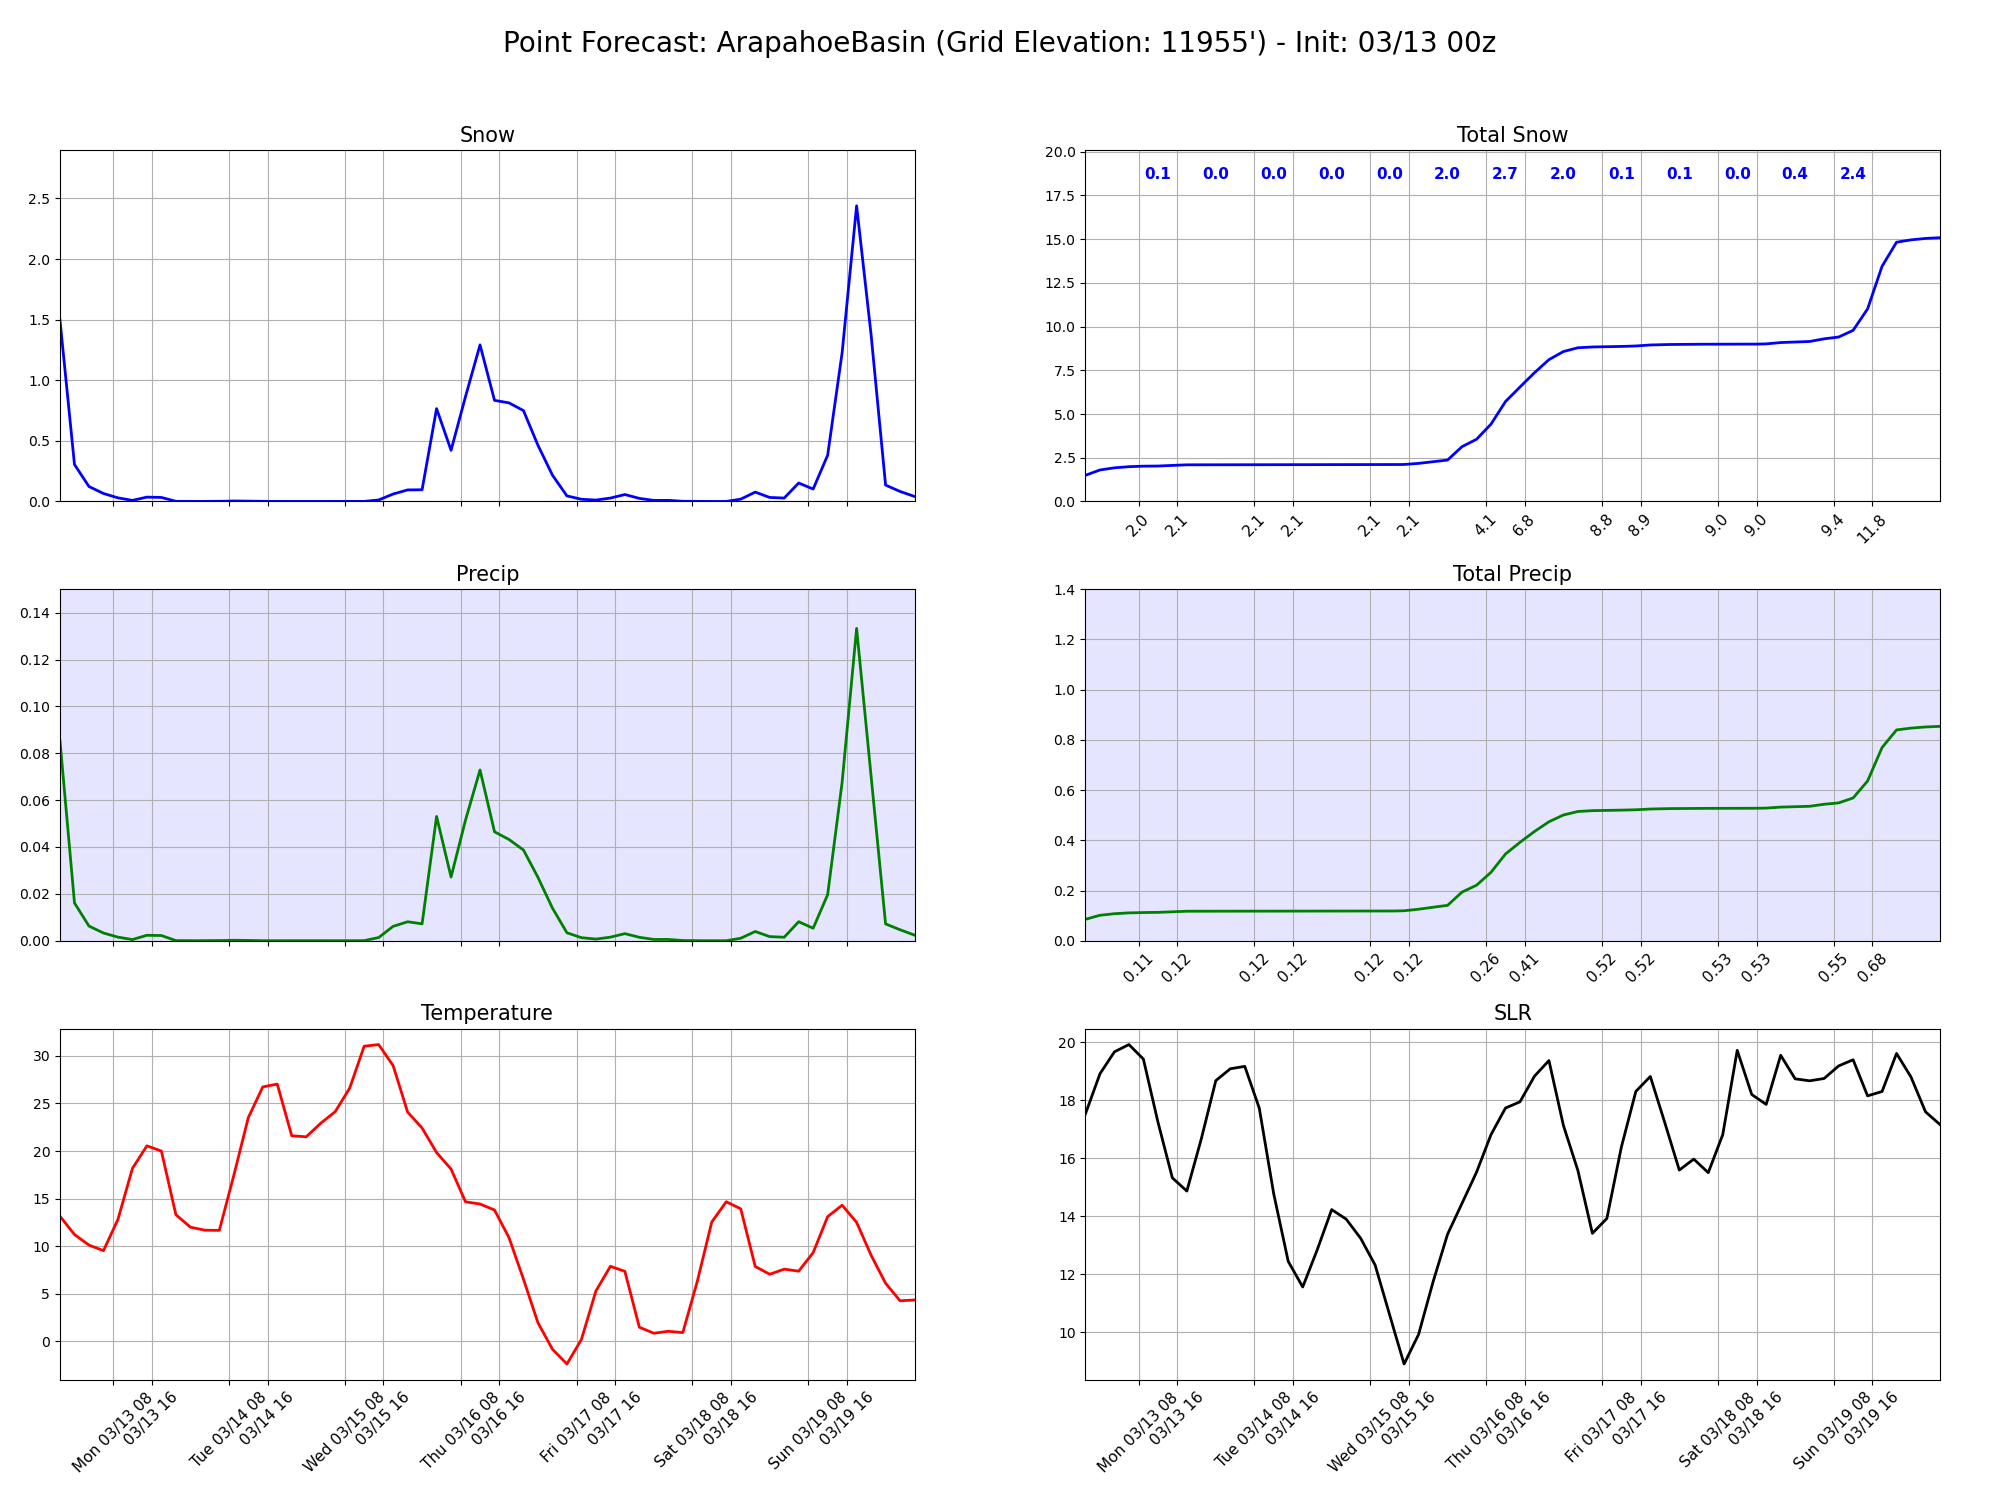 Point Forecast: ArapahoeBasin (Grid Elevation: 11955') - Init: 03/13 00z
Snow
2.5
2.0
1.5
1.0
0.5
0.0
Total Snow
20.0
17.5
15.0
12.5
10.0
7.5
5.0
2.5
0.0
0.1 0.0 0.0 0.0 0.0 2.0 2.7 2.0 0.1 0.1 0.0 0.4 2.4
2.0 2.1 2.1 2.1 2.1 2.1 4.1 6.8 8.8 8.9 9.0 9.0 9.4 11.8
Precip
0.14
0.12
0.10
0.08
0.06
0.04
0.02
0.00
Total Precip
1.4
1.2
1.0
0.8
0.6
0.4
0.2
0.0
0.11 0.12 0.12 0.12 0.12 0.12 0.26 0.41 0.52 0.52 0.53 0.53 0.55 0.68
Temperature
30
25
20
15
10
5
0
Mon 03/13 08
03/13 16
Tue 03/14 08
03/14 16
Wed 03/15 08
03/15 16
Thu 03/16 08
03/16 16
Fri 03/17 08
03/17 16
Sat 03/18 08
03/18 16
Sun 03/19 08
03/19 16
SLR
20
18
16
14
12
10
Mon 03/13 08
03/13 16
Tue 03/14 08
03/14 16
Wed 03/15 08
03/15 16
Thu 03/16 08
03/16 16
Fri 03/17 08
03/17 16
Sat 03/18 08
03/18 16
Sun 03/19 08
03/19 16